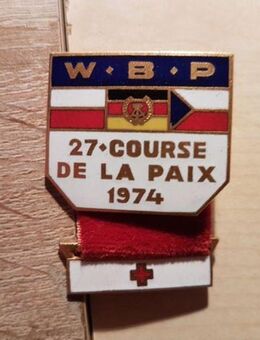 W·B·P
27·COURSE
DE LA PAIX
1974